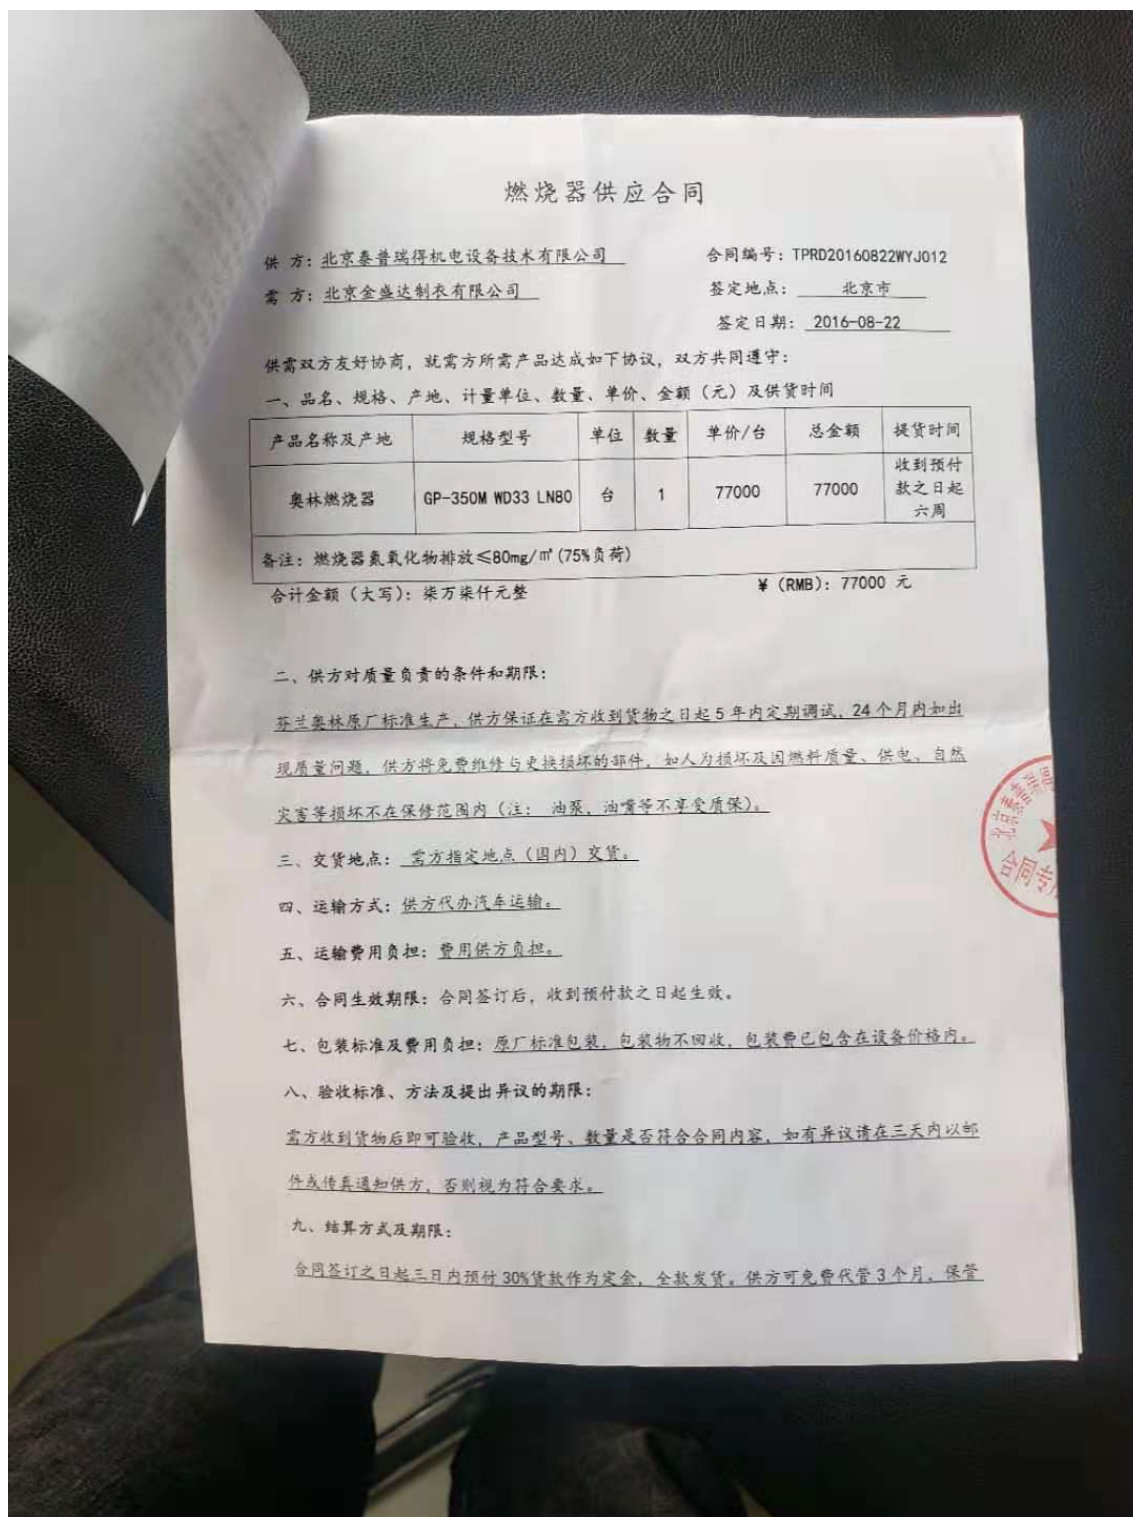 燃烧器供应合同
供 方：北京泰普瑞得机电设备技术有限公司
合同编号：TPRD20160822WYJ012
需 方：北京金盛达制衣有限公司
签定地点： 北京市
签定日期： 2016-08-22
供需双方友好协商，就需方所需产品达成如下协议，双方共同遵守：
一、品名、规格、产地、计量单位、数量、单价、金额（元）及供货时间
产品名称及产地 规格型号 单位 数量 单价/台 总金额 提货时间
奥林燃烧器 GP-350M WD33 LN80 台 1 77000 77000 收到预付
款之日起
六周
备注：燃烧器氮氧化物排放≤80mg/㎡(75%负荷)
合计金额（大写）：柒万柒仟元整 ¥（RMB）：77000 元
二、供方对质量负责的条件和期限：
芬兰奥林原厂标准生产，供方保证在需方收到货物之日起5年内定期调试，24个月内如出
现质量问题，供方将免费维修与更换损坏的部件，如人为损坏及因燃料质量、供电、自然
灾害等损坏不在保修范围内（注： 油泵，油嘴等不享受质保）。
三、交货地点： 需方指定地点（国内）交货。
四、运输方式：供方代办汽车运输。
五、运输费用负担：费用供方负担。
六、合同生效期限：合同签订后，收到预付款之日起生效。
七、包装标准及费用负担：原厂标准包装，包装物不回收，包装费已包含在设备价格内。
八、验收标准、方法及提出异议的期限：
需方收到货物后即可验收，产品型号、数量是否符合合同内容，如有异议请在三天内以邮
件或传真通知供方，否则视为符合要求。
九、结算方式及期限：
合同签订之日起三日内预付30%货款作为定金，全款发货。供方可免费代管3个月，保管
北京泰普瑞
合同专